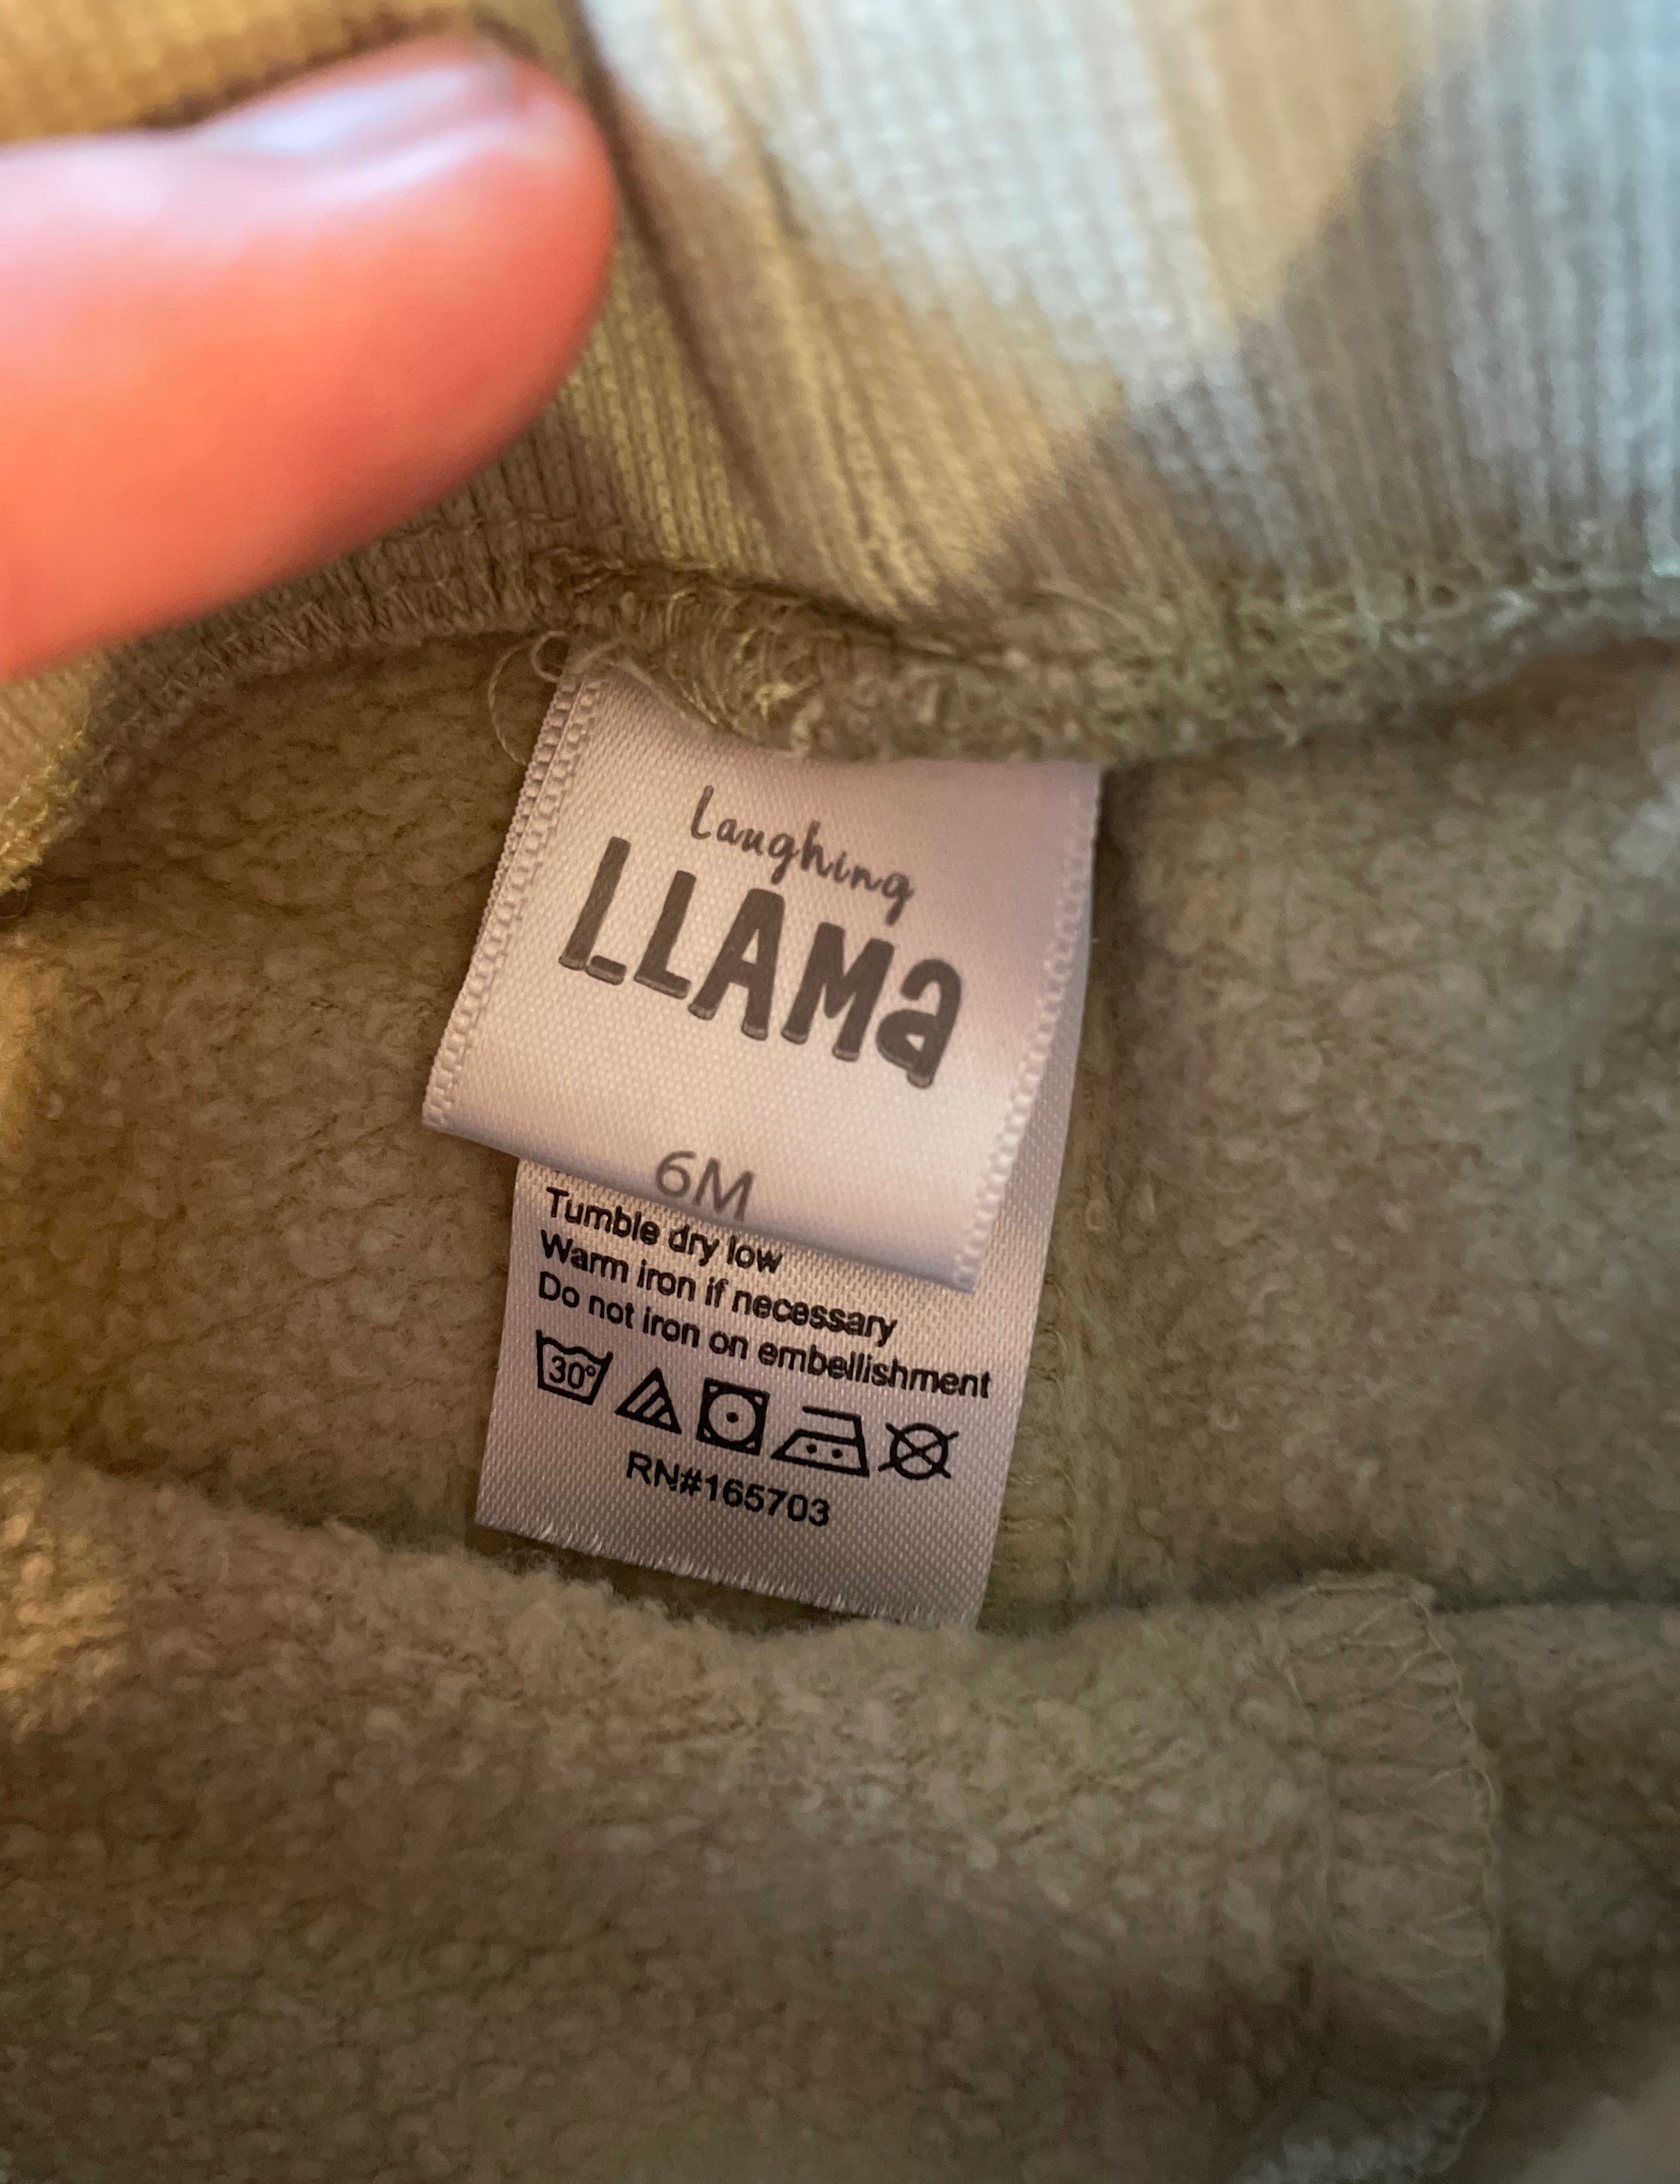 Laughing
LLAMa
6M
Tumble dry low
Warm iron if necessary
Do not iron on embellishment
30°
RN#165703